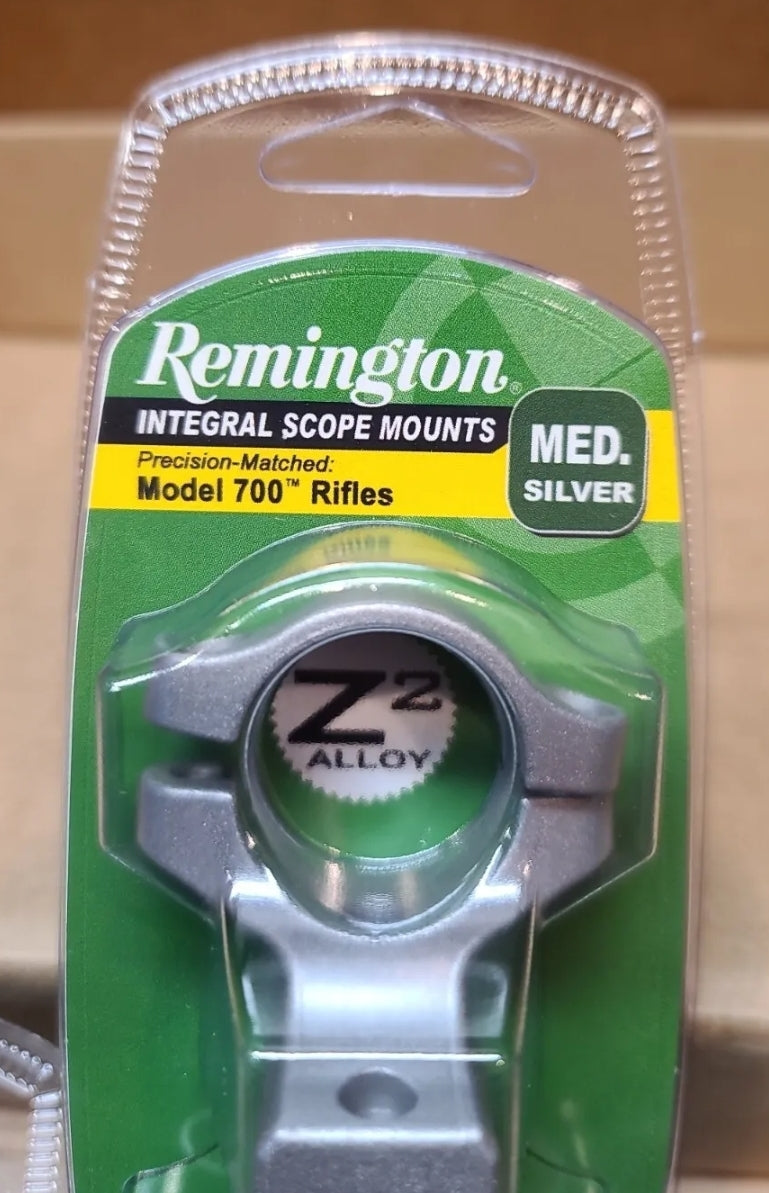 Remington®
INTEGRAL SCOPE MOUNTS
Precision-Matched:
Model 700™ Rifles
MED.
SILVER
Z²
ALLOY